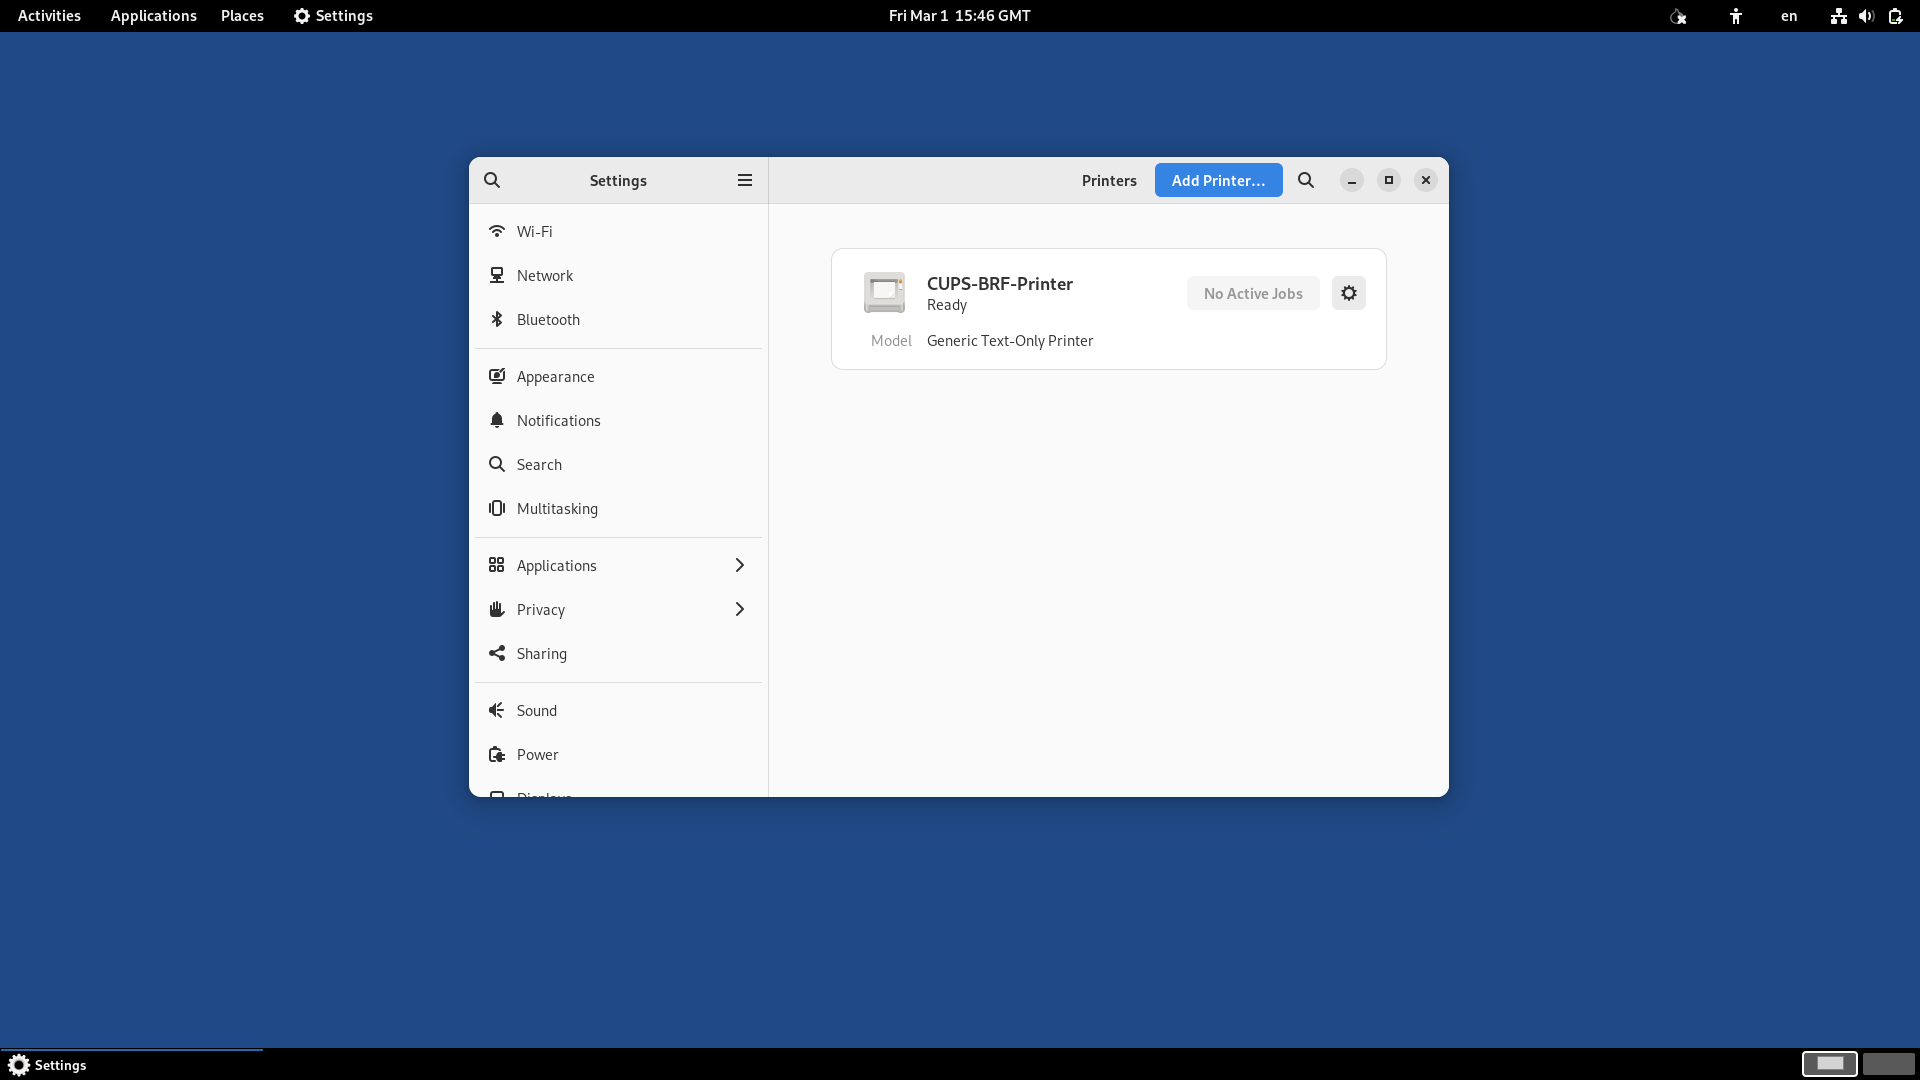 Activities Applications Places Settings Fri Mar 1 15:46 GMT en
Settings Printers Add Printer...
Wi-Fi
Network
Bluetooth
Appearance
Notifications
Search
Multitasking
Applications
Privacy
Sharing
Sound
Power
Displays
CUPS-BRF-Printer
Ready
No Active Jobs
Model Generic Text-Only Printer
Settings